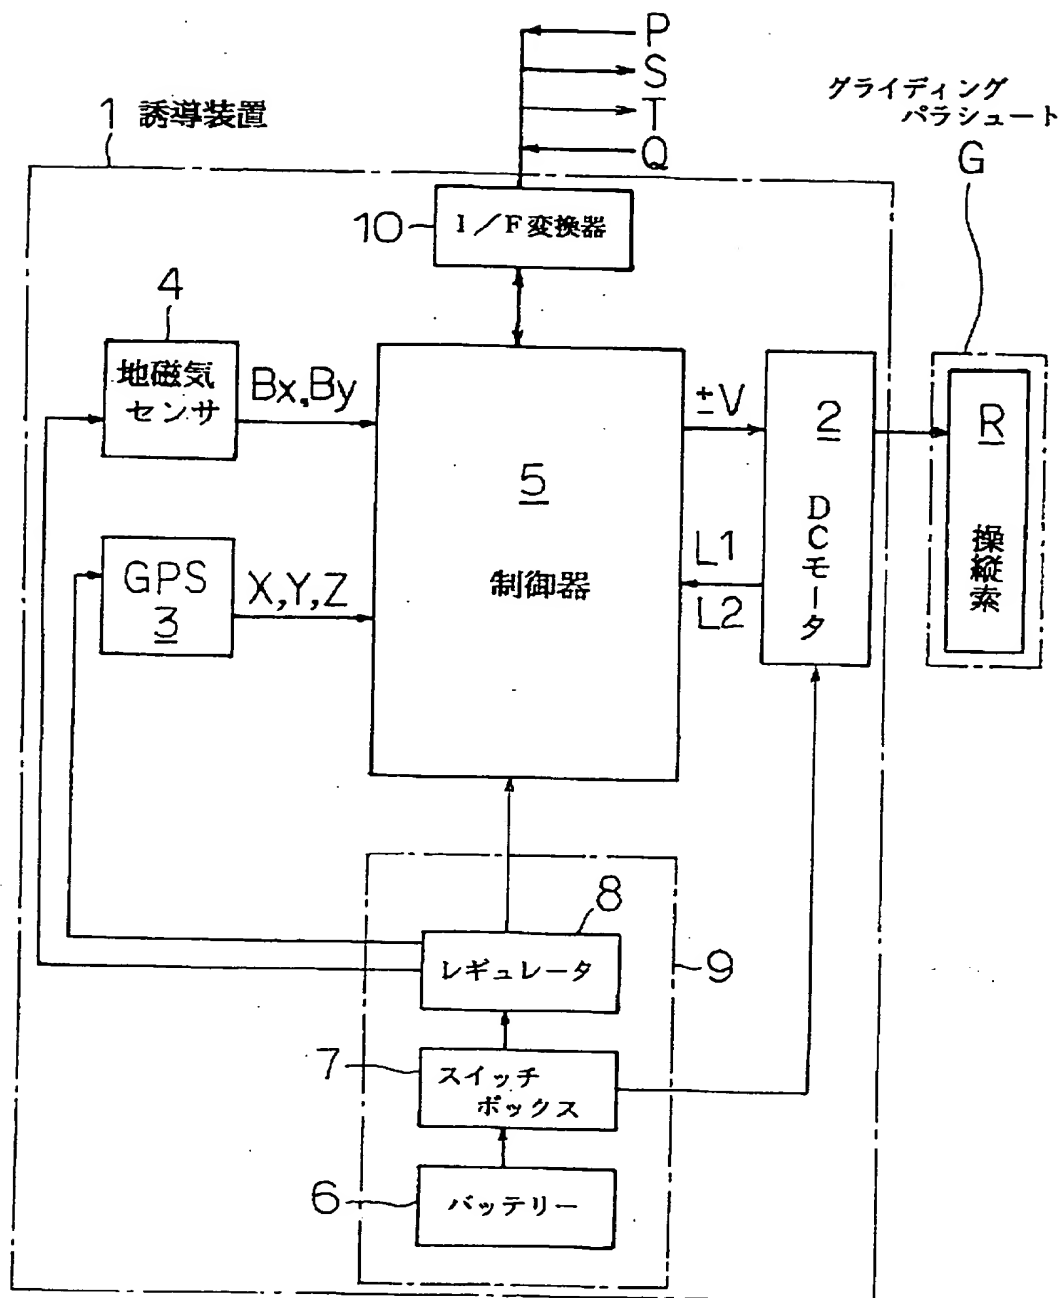 P
S
T
Q
グライディング
パラシュート
G
1 誘導装置
10
I/F変換器
4
地磁気
センサ
Bx,By
±V
2
DCモータ
R
操縦索
5
制御器
GPS
3
X,Y,Z
L1
L2
8
レギュレータ
9
7
スイッチ
ボックス
6
バッテリー